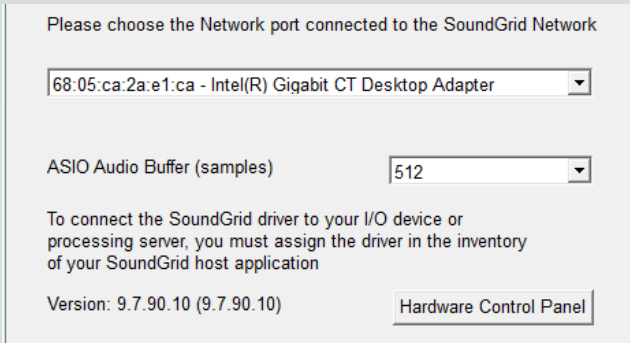 Please choose the Network port connected to the SoundGrid Network
68:05:ca:2a:e1:ca - Intel(R) Gigabit CT Desktop Adapter
ASIO Audio Buffer (samples)
512
To connect the SoundGrid driver to your I/O device or
processing server, you must assign the driver in the inventory
of your SoundGrid host application
Version: 9.7.90.10 (9.7.90.10)
Hardware Control Panel